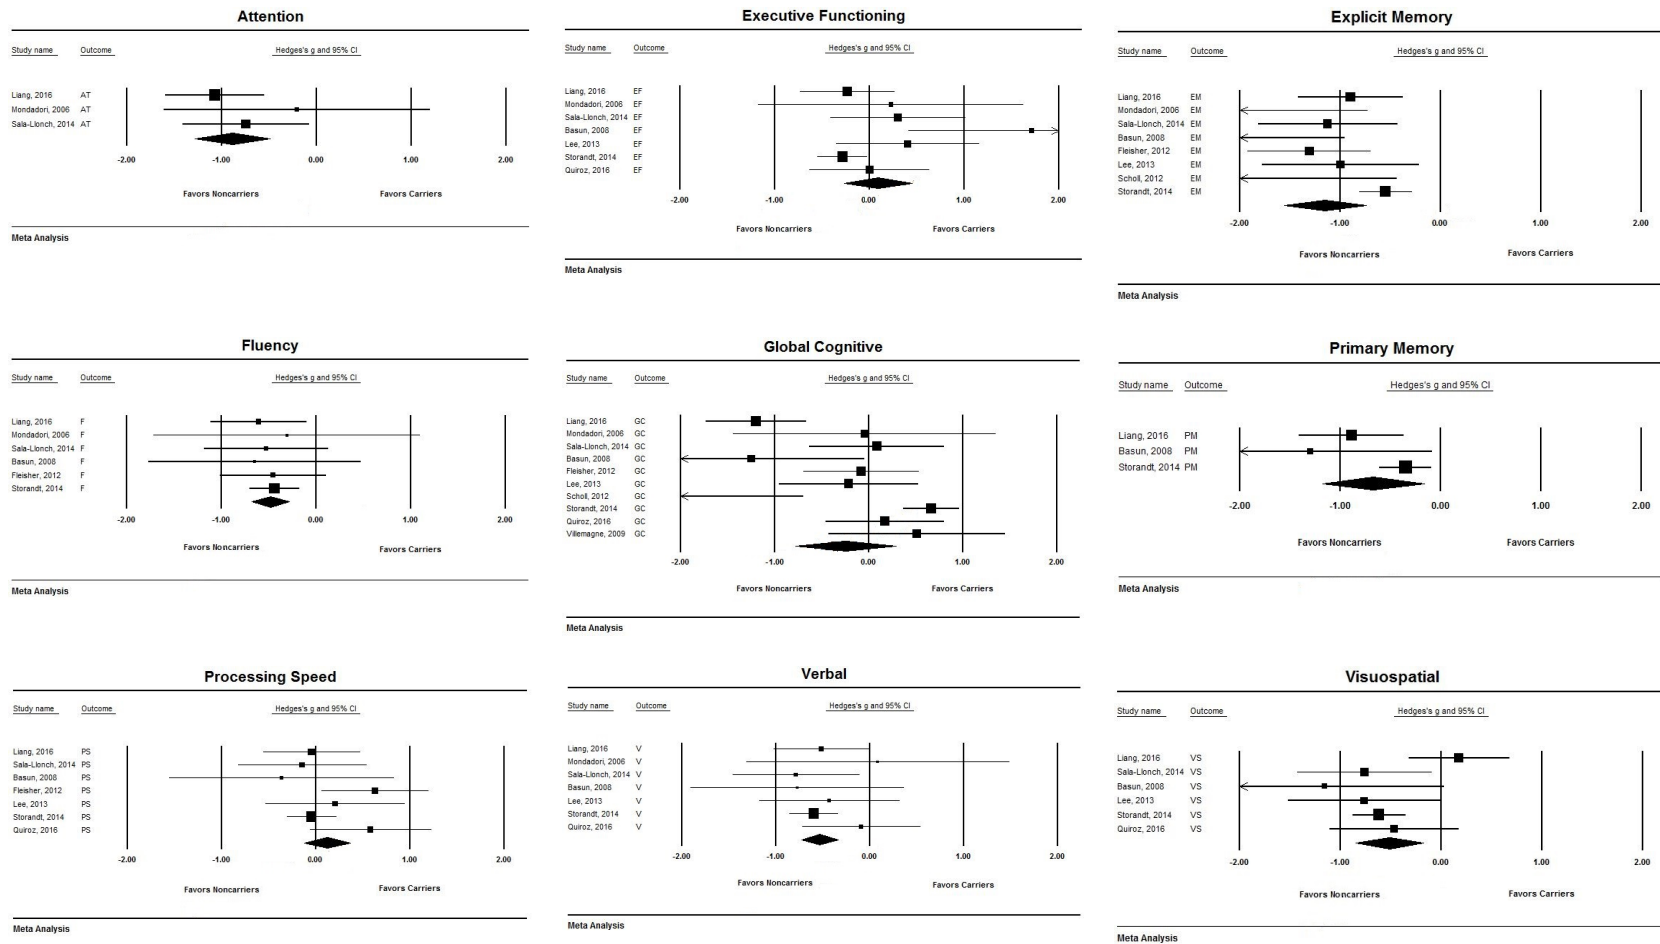 Attention
Study name Outcome Hedges's g and 95% CI
Liang, 2016 AT
Mondadori, 2006 AT
Sala-Llonch, 2014 AT
-2.00 -1.00 0.00 1.00 2.00
Favors Noncarriers Favors Carriers
Meta Analysis
Executive Functioning
Study name Outcome Hedges's g and 95% CI
Liang, 2016 EF
Mondadori, 2006 EF
Sala-Llonch, 2014 EF
Basun, 2008 EF
Lee, 2013 EF
Storandt, 2014 EF
Quiroz, 2016 EF
-2.00 -1.00 0.00 1.00 2.00
Favors Noncarriers Favors Carriers
Meta Analysis
Explicit Memory
Study name Outcome Hedges's g and 95% CI
Liang, 2016 EM
Mondadori, 2006 EM
Sala-Llonch, 2014 EM
Basun, 2008 EM
Fleisher, 2012 EM
Lee, 2013 EM
Scholl, 2012 EM
Storandt, 2014 EM
-2.00 -1.00 0.00 1.00 2.00
Favors Noncarriers Favors Carriers
Meta Analysis
Fluency
Study name Outcome Hedges's g and 95% CI
Liang, 2016 F
Mondadori, 2006 F
Sala-Llonch, 2014 F
Basun, 2008 F
Fleisher, 2012 F
Storandt, 2014 F
-2.00 -1.00 0.00 1.00 2.00
Favors Noncarriers Favors Carriers
Meta Analysis
Global Cognitive
Study name Outcome Hedges's g and 95% CI
Liang, 2016 GC
Mondadori, 2006 GC
Sala-Llonch, 2014 GC
Basun, 2008 GC
Fleisher, 2012 GC
Lee, 2013 GC
Scholl, 2012 GC
Storandt, 2014 GC
Quiroz, 2016 GC
Villemagne, 2009 GC
-2.00 -1.00 0.00 1.00 2.00
Favors Noncarriers Favors Carriers
Meta Analysis
Primary Memory
Study name Outcome Hedges's g and 95% CI
Liang, 2016 PM
Basun, 2008 PM
Storandt, 2014 PM
-2.00 -1.00 0.00 1.00 2.00
Favors Noncarriers Favors Carriers
Meta Analysis
Processing Speed
Study name Outcome Hedges's g and 95% CI
Liang, 2016 PS
Sala-Llonch, 2014 PS
Basun, 2008 PS
Fleisher, 2012 PS
Lee, 2013 PS
Storandt, 2014 PS
Quiroz, 2016 PS
-2.00 -1.00 0.00 1.00 2.00
Favors Noncarriers Favors Carriers
Meta Analysis
Verbal
Study name Outcome Hedges's g and 95% CI
Liang, 2016 V
Mondadori, 2006 V
Sala-Llonch, 2014 V
Basun, 2008 V
Lee, 2013 V
Storandt, 2014 V
Quiroz, 2016 V
-2.00 -1.00 0.00 1.00 2.00
Favors Noncarriers Favors Carriers
Meta Analysis
Visuospatial
Study name Outcome Hedges's g and 95% CI
Liang, 2016 VS
Sala-Llonch, 2014 VS
Basun, 2008 VS
Lee, 2013 VS
Storandt, 2014 VS
Quiroz, 2016 VS
-2.00 -1.00 0.00 1.00 2.00
Favors Noncarriers Favors Carriers
Meta Analysis